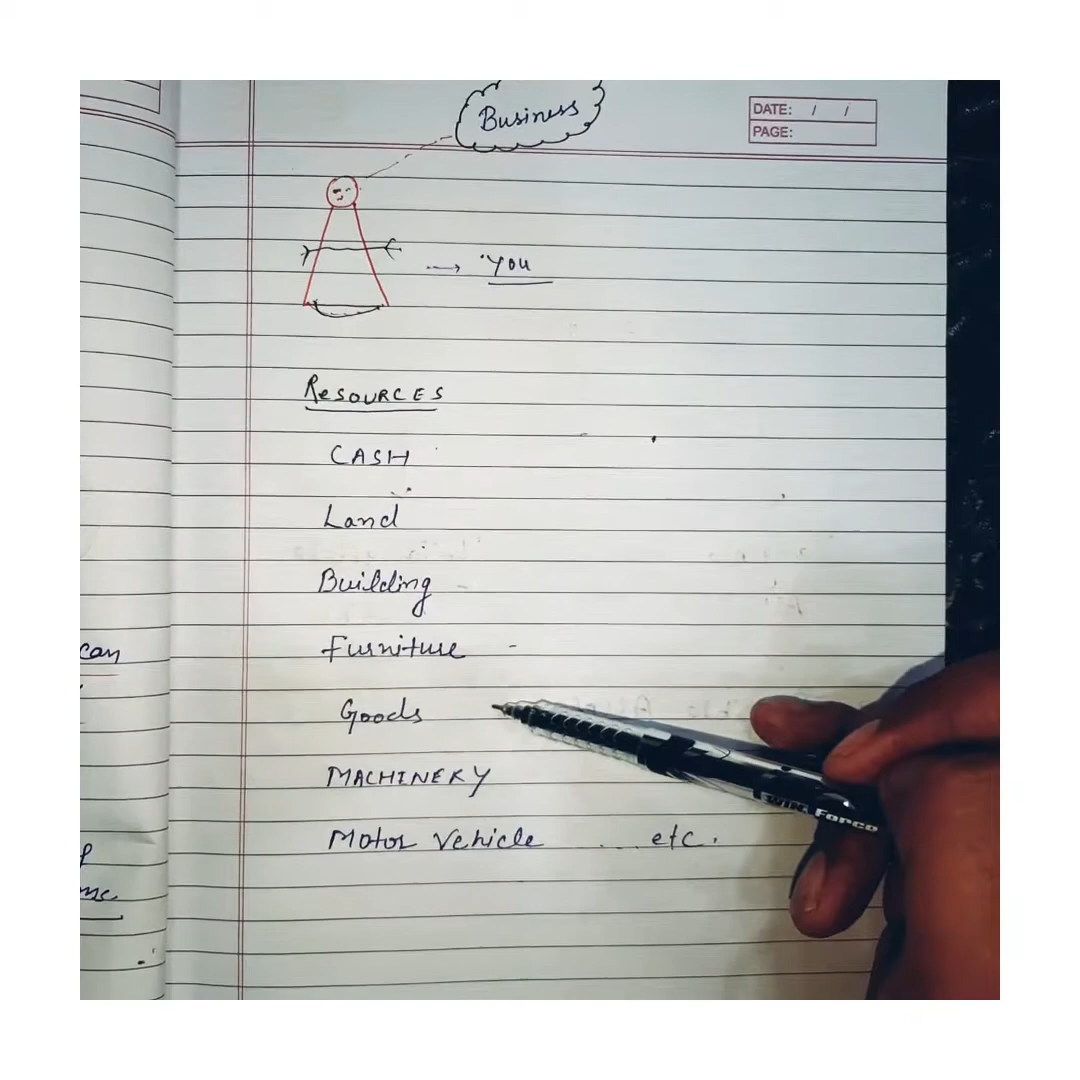 Business
DATE: / /
PAGE:
You
RESOURCES
CASH
Land
Building
Furniture
Goods
MACHINERY
Motor Vehicle ....etc.
can